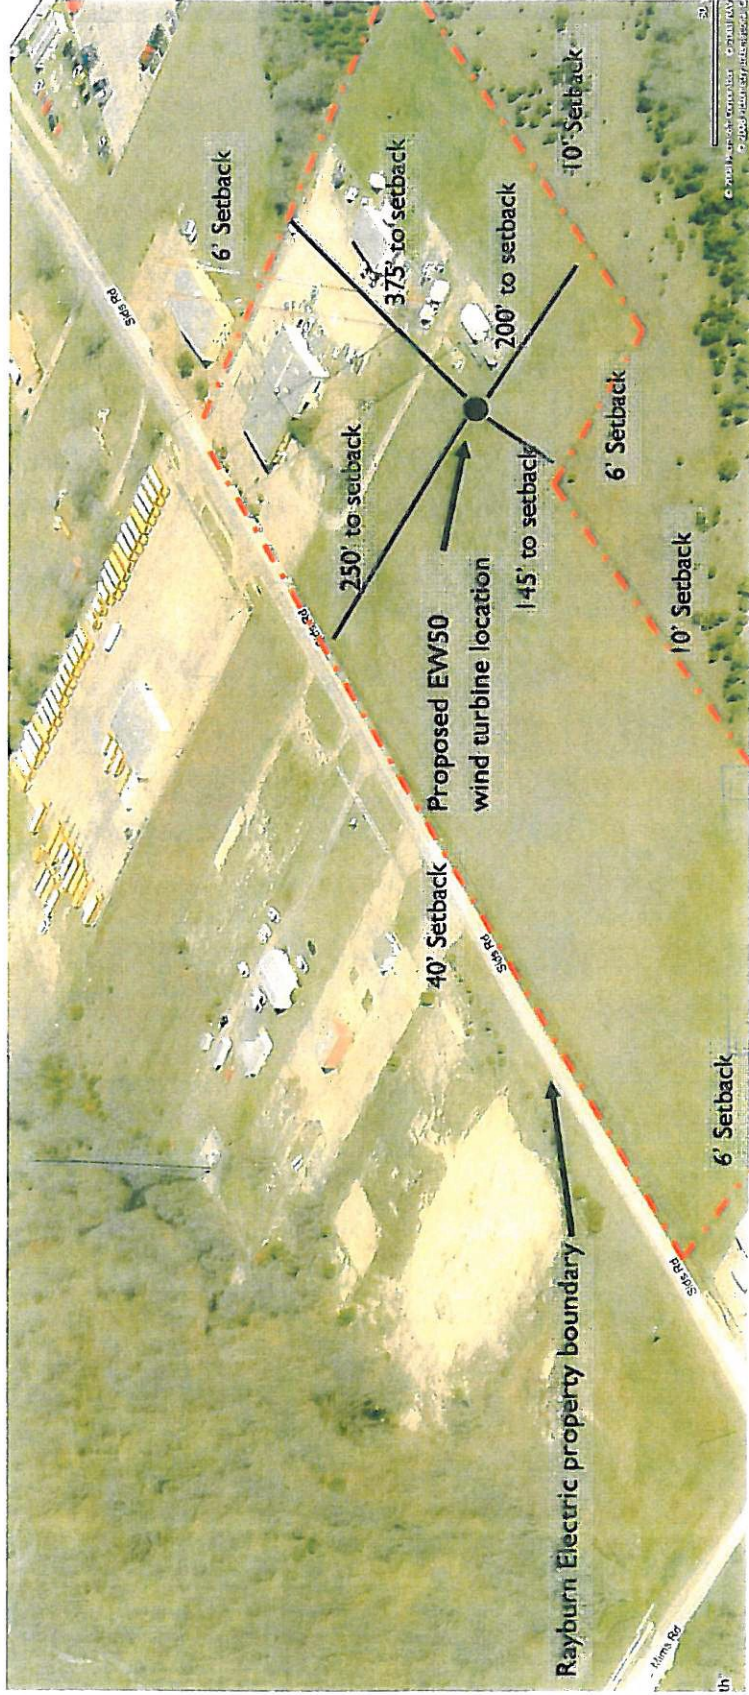 Sids Rd
6' Setback
375' to setback
10' Setback
200' to setback
250' to setback
Sids Rd
145' to setback
6' Setback
Proposed EW50
wind turbine location
10' Setback
40' Setback
Sids Rd
6' Setback
Sids Rd
Rayburn Electric property boundary
Mims Rd
th